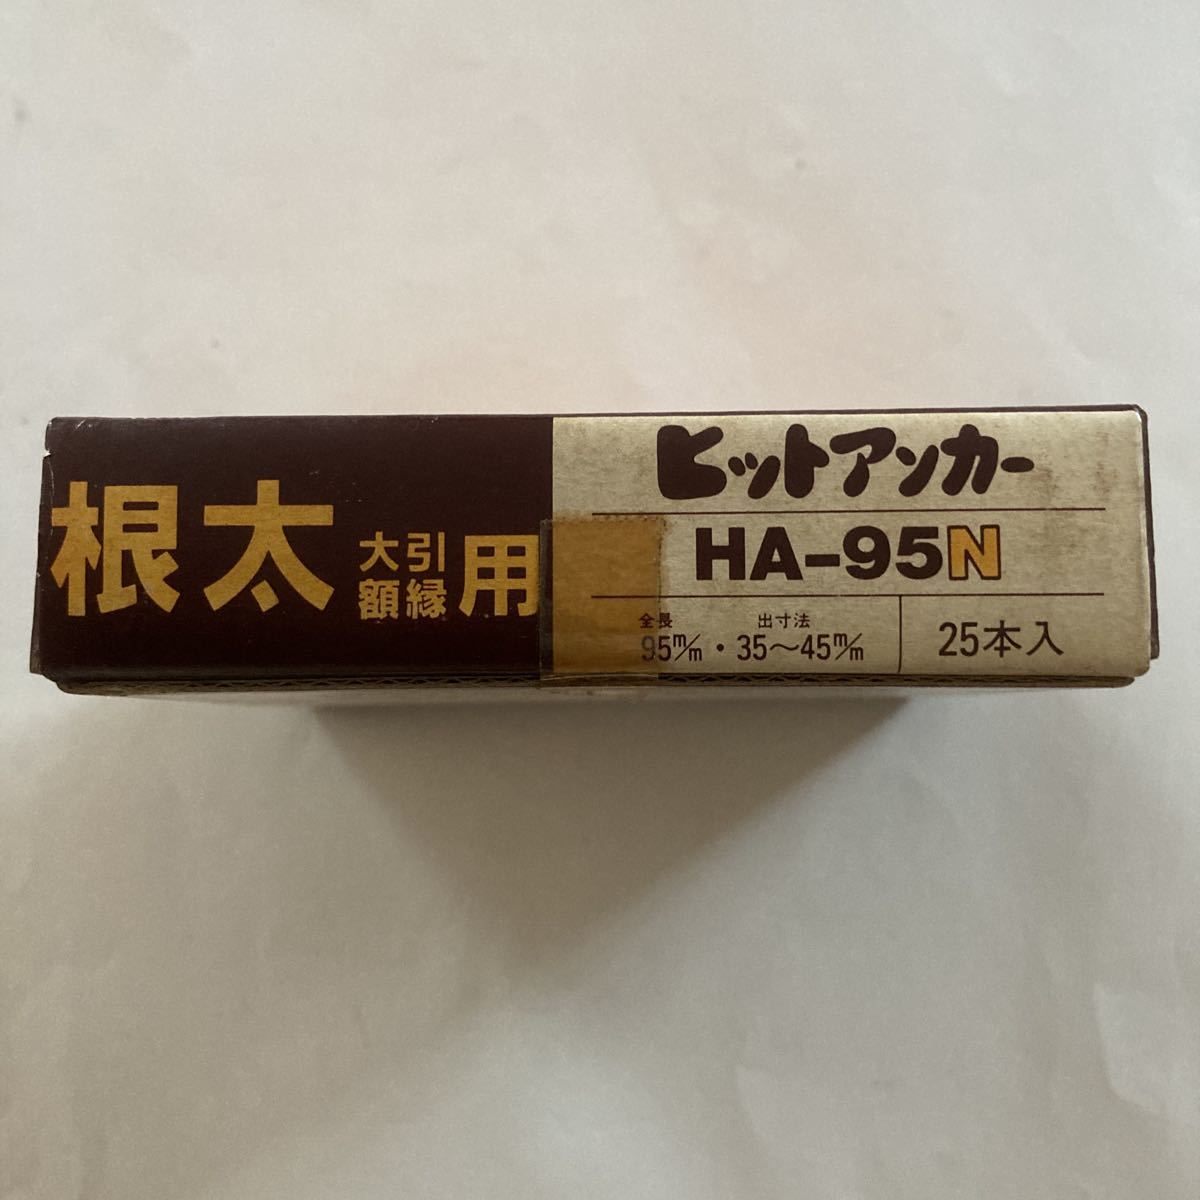 根太 大引 額縁 用
ヒットアンカー
HA-95N
全長 出寸法
95m/m・35〜45m/m
25本入